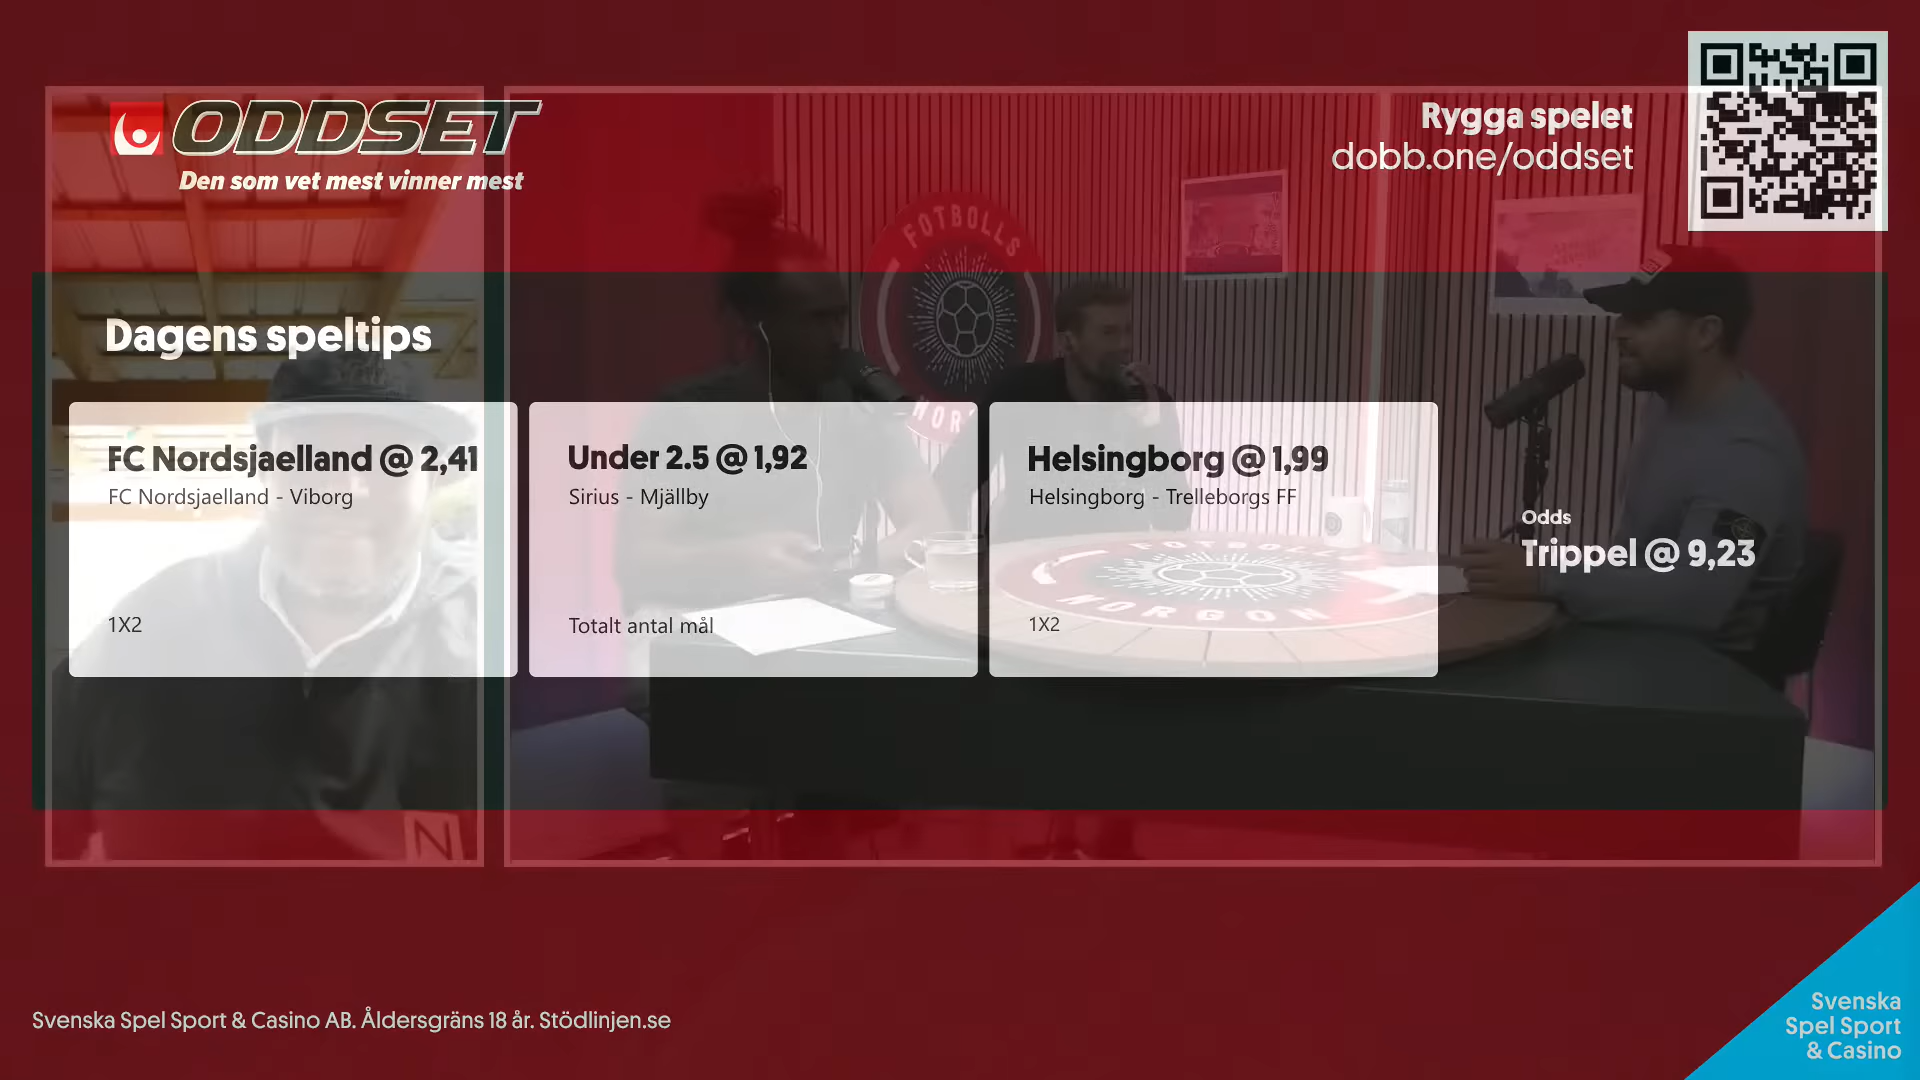 ODDSET
Den som vet mest vinner mest
Rygga spelet
dobb.one/oddset
FOTBOLLS
Dagens speltips
FC Nordsjaelland @ 2,41
FC Nordsjaelland - Viborg
1X2
Under 2.5 @ 1,92
Sirius - Mjällby
Totalt antal mål
Helsingborg @ 1,99
Helsingborg - Trelleborgs FF
1X2
Odds
Trippel @ 9,23
FOTBOLLS
MORGON
N
Svenska Spel Sport & Casino AB. Åldersgräns 18 år. Stödlinjen.se
Svenska
Spel Sport
& Casino